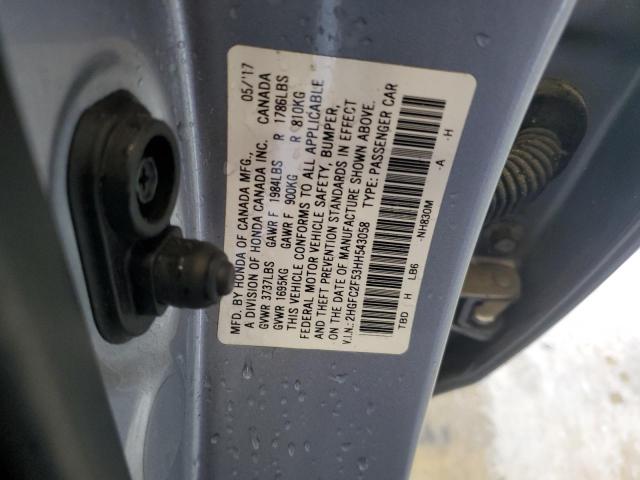 MFD. BY HONDA OF CANADA MFG., 05/'17
A DIVISION OF HONDA CANADA INC. CANADA
GVWR 3737LBS GAWR F 1984LBS R 1786LBS
GVWR 1695KG GAWR F 900KG R 810KG
THIS VEHICLE CONFORMS TO ALL APPLICABLE
FEDERAL MOTOR VEHICLE SAFETY, BUMPER,
AND THEFT PREVENTION STANDARDS IN EFFECT
ON THE DATE OF MANUFACTURE SHOWN ABOVE.
V.I.N.: 2HGFC2F53HH543058 TYPE: PASSENGER CAR
TBD H LB6 -NH830M -A -H